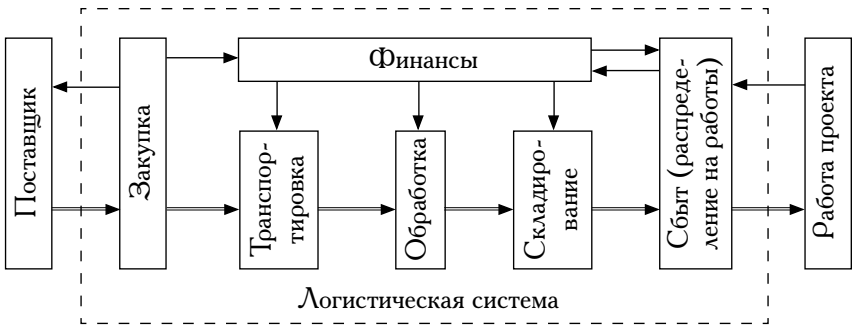 Поставщик
Закупка
Финансы
Транспор-
тировка
Обработка
Складиро-
вание
Сбыт (распреде-
ление на работы)
Работа проекта
Логистическая система